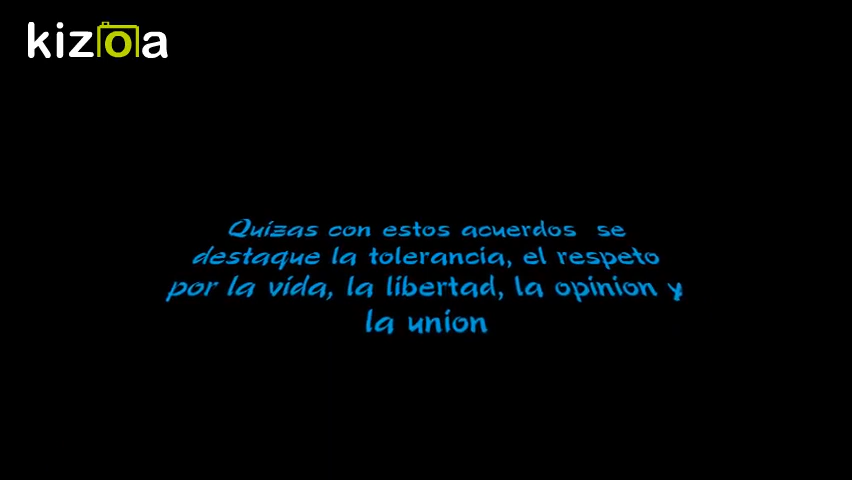 kizoa
Quizas con estos acuerdos se
destaque la tolerancia, el respeto
por la vida, la libertad, la opinion y
la union